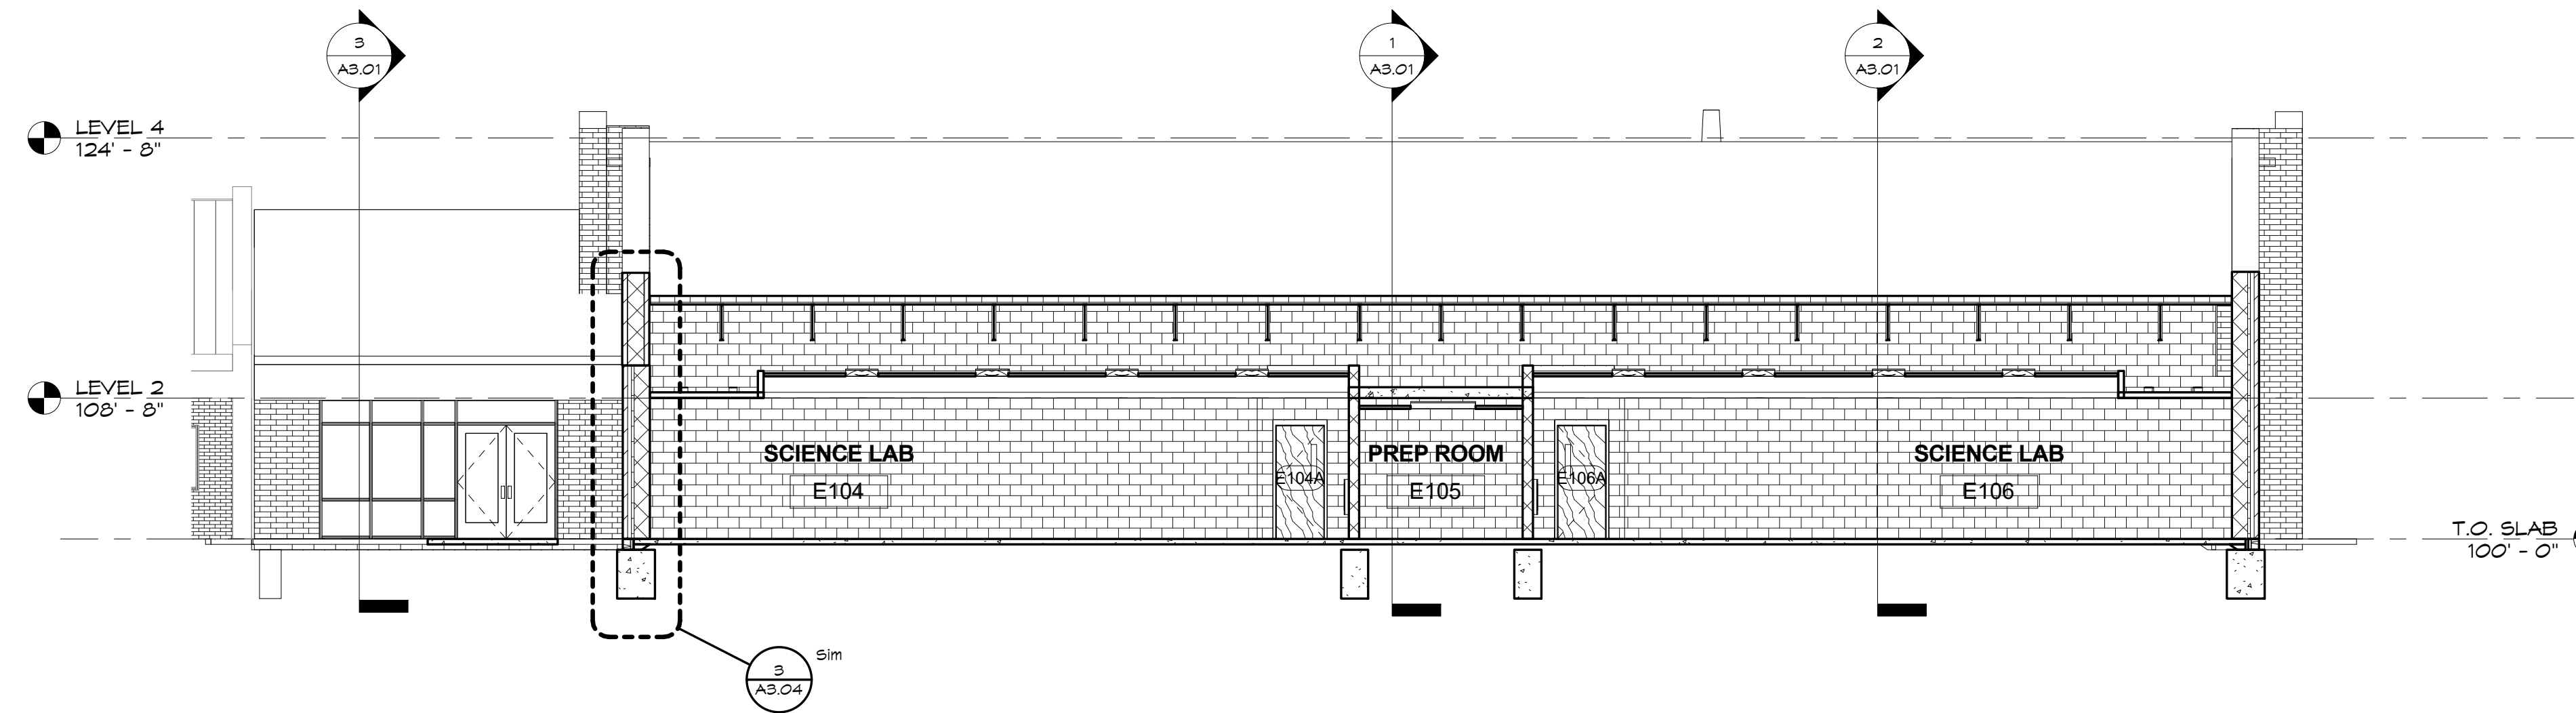 3
A3.01
1
A3.01
2
A3.01
LEVEL 4
124' - 8"
LEVEL 2
108' - 8"
SCIENCE LAB
E104
E104A
PREP ROOM
E105
E106A
SCIENCE LAB
E106
T.O. SLAB
100' - 0"
3
A3.04
Sim